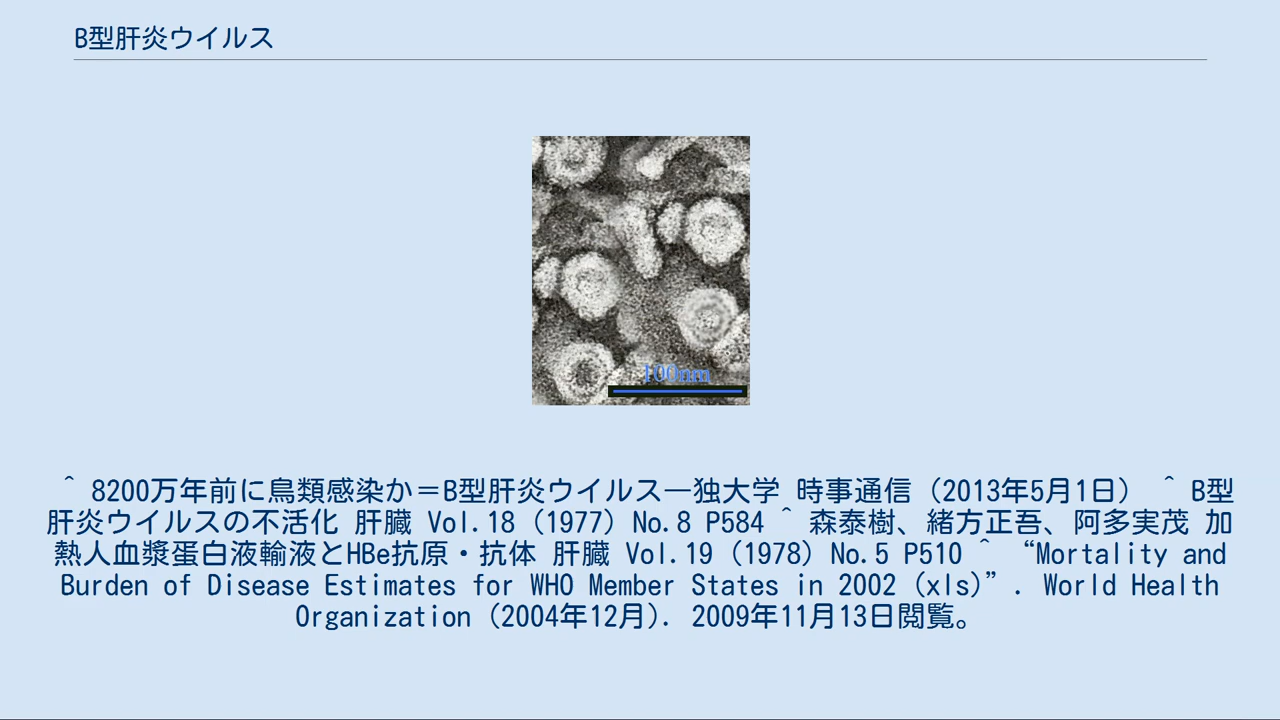 B型肝炎ウイルス
100nm
^ 8200万年前に鳥類感染か＝B型肝炎ウイルス―独大学 時事通信 (2013年5月1日) ^ B型
肝炎ウイルスの不活化 肝臓 Vol.18 (1977) No.8 P584 ^ 森泰樹、緒方正吾、阿多実茂 加
熱人血漿蛋白液輸液とHBe抗原・抗体 肝臓 Vol.19 (1978) No.5 P510 ^ “Mortality and
Burden of Disease Estimates for WHO Member States in 2002 (xls)”. World Health
Organization (2004年12月). 2009年11月13日閲覧。